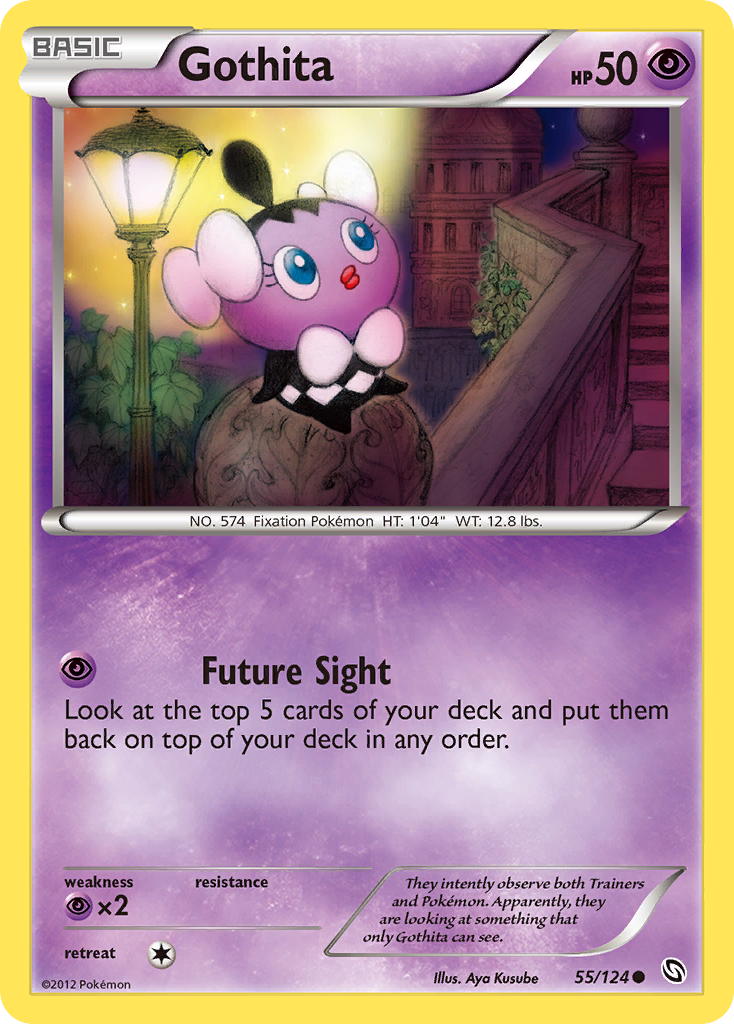 BASIC
Gothita
HP 50
NO. 574 Fixation Pokémon HT: 1'04" WT: 12.8 lbs.
Future Sight
Look at the top 5 cards of your deck and put them
back on top of your deck in any order.
weakness
×2
resistance
retreat
They intently observe both Trainers
and Pokémon. Apparently, they
are looking at something that
only Gothita can see.
©2012 Pokémon
Illus. Aya Kusube
55/124